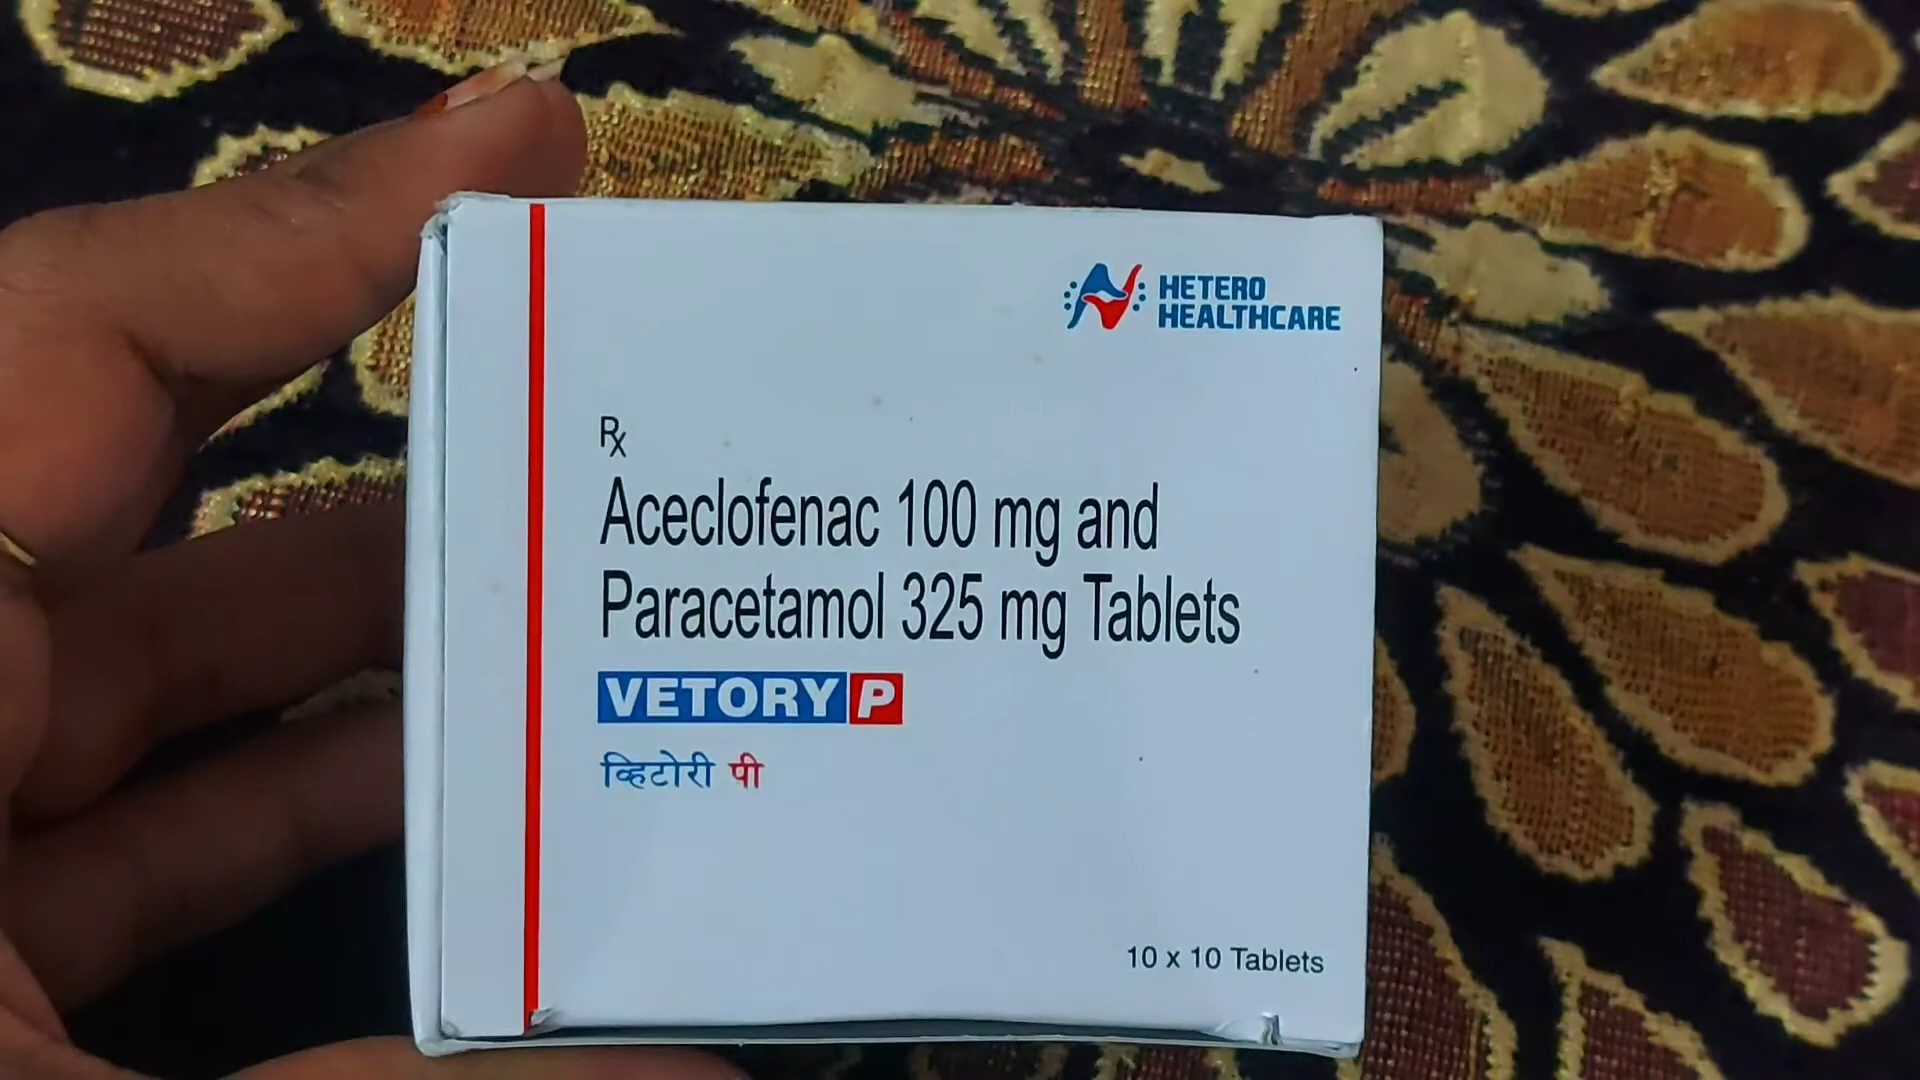 HETERO
HEALTHCARE
Rx
Aceclofenac 100 mg and
Paracetamol 325 mg Tablets
VETORY P
व्हिटोरी पी
10 x 10 Tablets